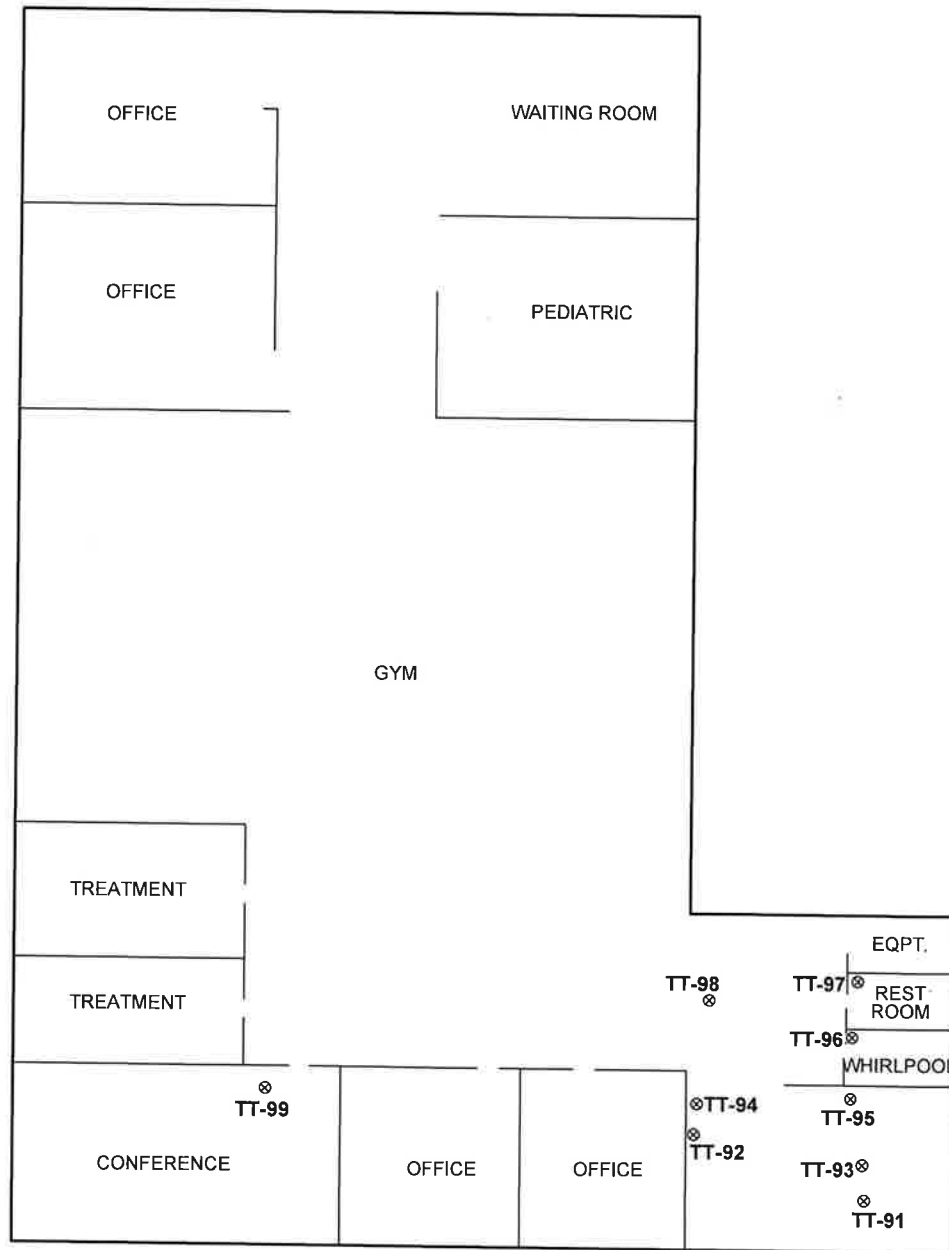 OFFICE
WAITING ROOM
OFFICE
PEDIATRIC
GYM
TREATMENT
EQPT.
TT-98
TT-97
REST
ROOM
TREATMENT
TT-96
WHIRLPOOL
TT-99
TT-94
TT-95
TT-92
CONFERENCE
OFFICE
OFFICE
TT-93
TT-91